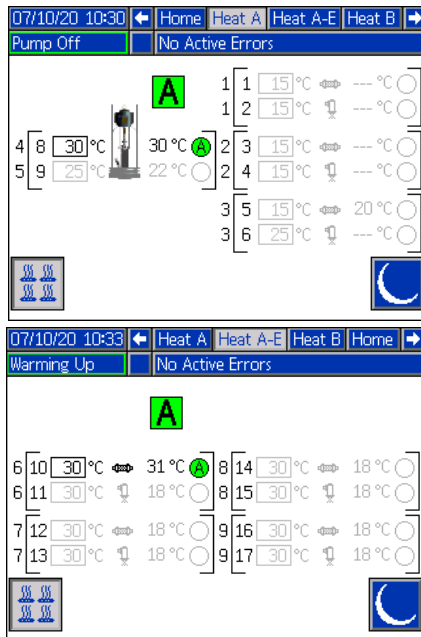 07/10/20 10:30 Home Heat A Heat A-E Heat B
Pump Off No Active Errors
A
1 1 15 °C --- °C
1 2 15 °C --- °C
4 8 30 °C 30 °C A 2 3 15 °C --- °C
5 9 25 °C 22 °C 2 4 15 °C --- °C
3 5 15 °C 20 °C
3 6 25 °C --- °C
07/10/20 10:33 Heat A Heat A-E Heat B Home
Warming Up No Active Errors
A
6 10 30 °C 31 °C A 8 14 30 °C 18 °C
6 11 30 °C 18 °C 8 15 30 °C 18 °C
7 12 30 °C 18 °C 9 16 30 °C 18 °C
7 13 30 °C 18 °C 9 17 30 °C 18 °C